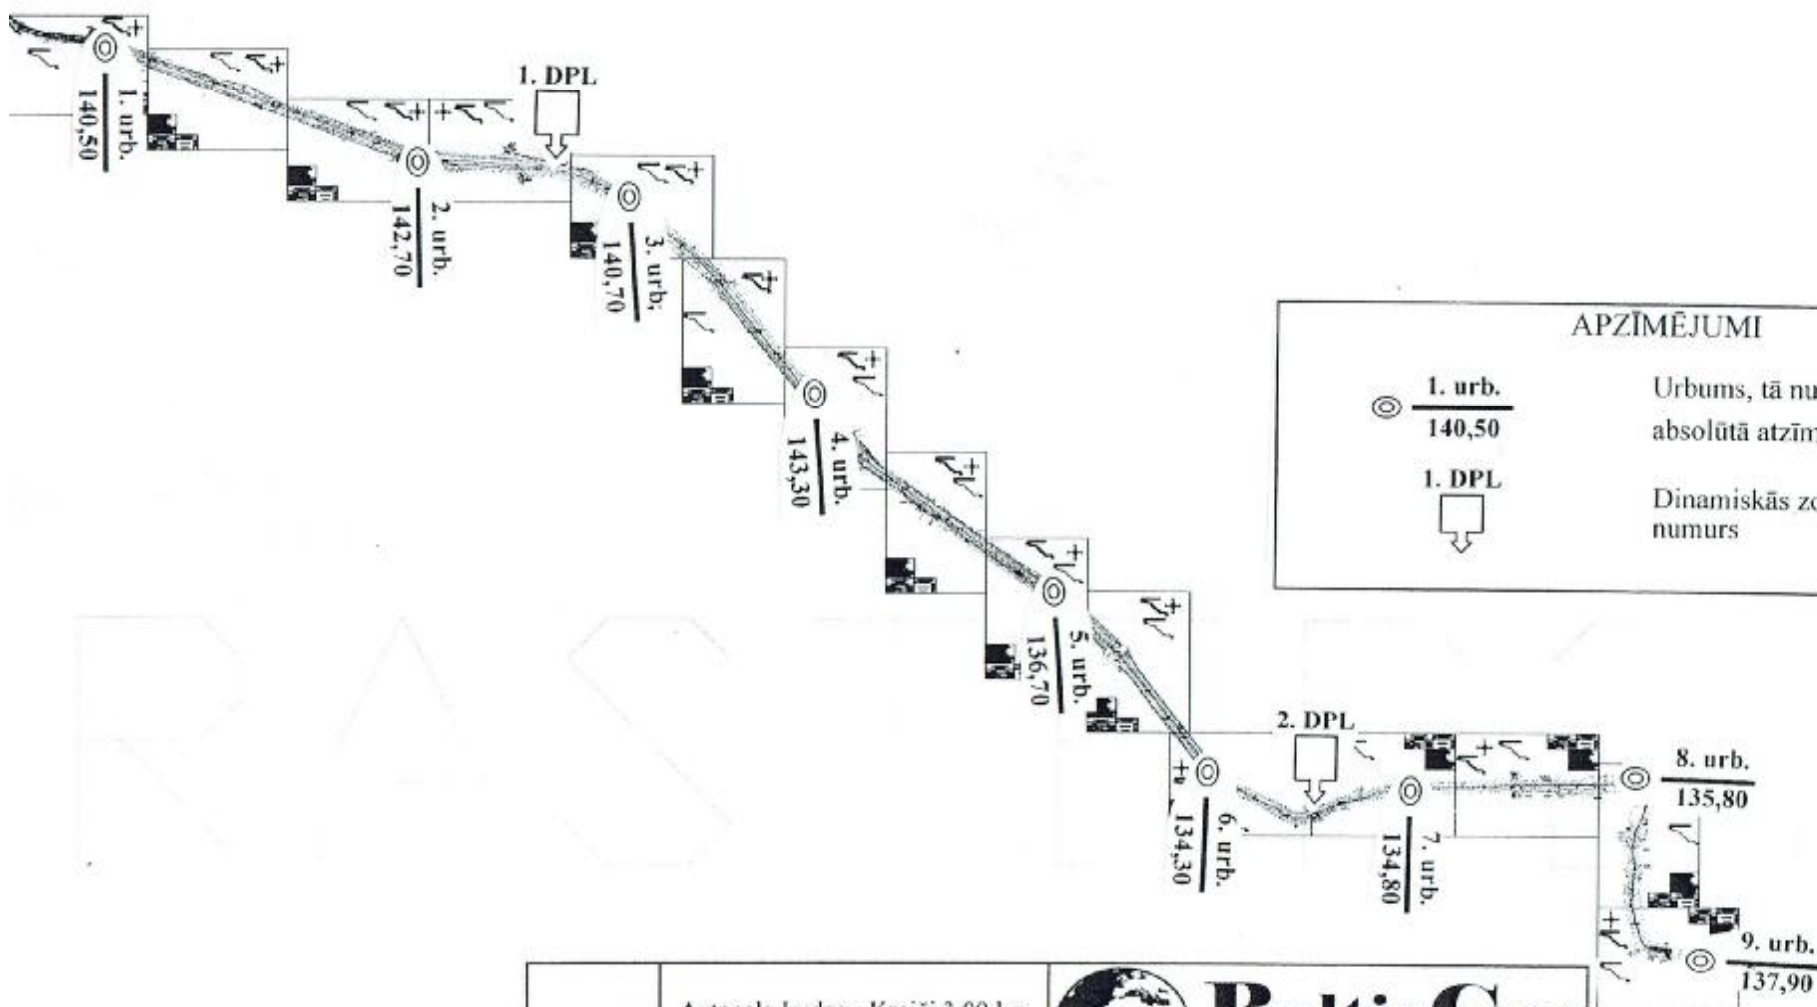 1. urb.
140,50
2. urb.
142,70
1. DPL
3. urb;
140,70
4. urb.
143,30
5. urb.
136,70
6. urb.
134,30
2. DPL
7. urb.
134,80
8. urb.
135,80
9. urb.
137,90
APZĪMĒJUMI
1. urb.
140,50
Urbums, tā nu
absolūtā atzīm
1. DPL
Dinamiskās zo
numurs